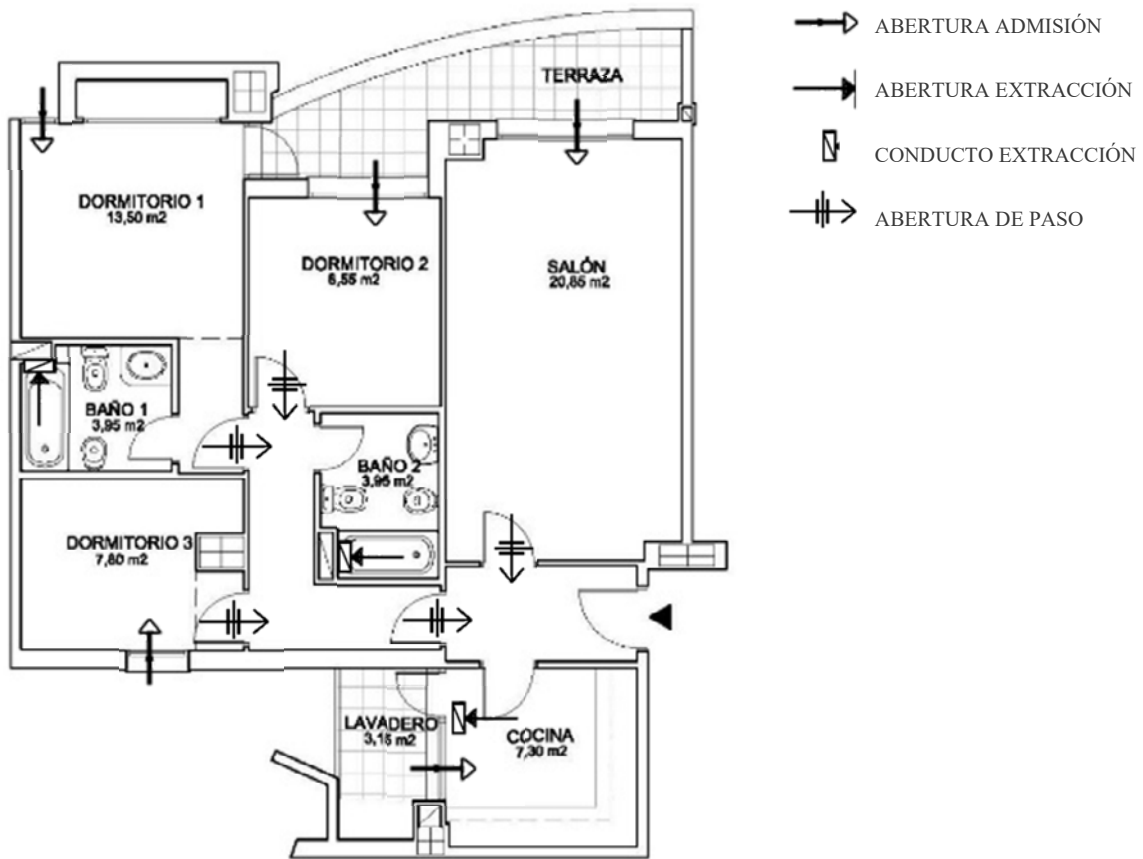 TERRAZA
DORMITORIO 1
13,50 m2
DORMITORIO 2
6,55 m2
SALÓN
20,85 m2
BAÑO 1
3,95 m2
BAÑO 2
3,95 m2
DORMITORIO 3
7,80 m2
LAVADERO
3,15 m2
COCINA
7,30 m2
ABERTURA ADMISIÓN
ABERTURA EXTRACCIÓN
CONDUCTO EXTRACCIÓN
ABERTURA DE PASO